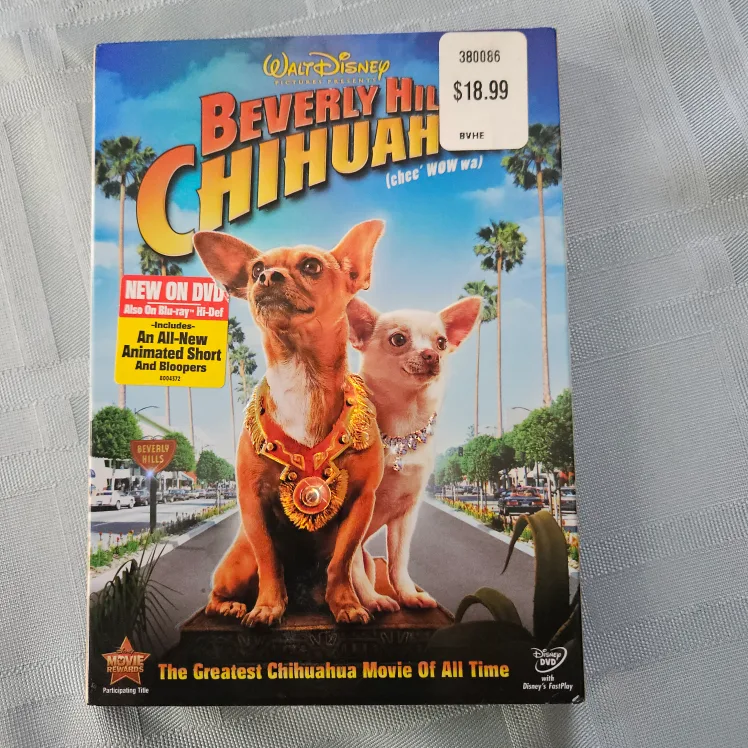 WALT DISNEY
PICTURES PRESENTS
BEVERLY HIL
CHIHUAH
(chee' WOW wa)
380086
$18.99
BVHE
NEW ON DVD
Also On Blu-ray™ Hi-Def
-Includes-
An All-New
Animated Short
And Bloopers
BEVERLY
HILLS
MOVIE
REWARDS
Participating Title
The Greatest Chihuahua Movie Of All Time
Disney
DVD
with
Disney's FastPlay